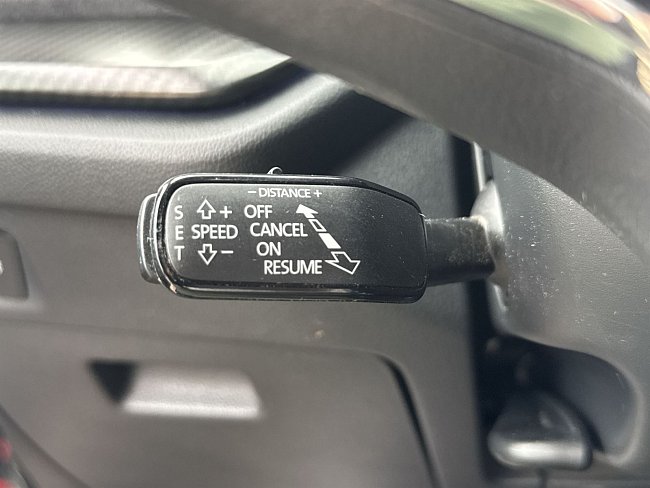 − DISTANCE +
S + OFF
E SPEED CANCEL
T − ON
RESUME